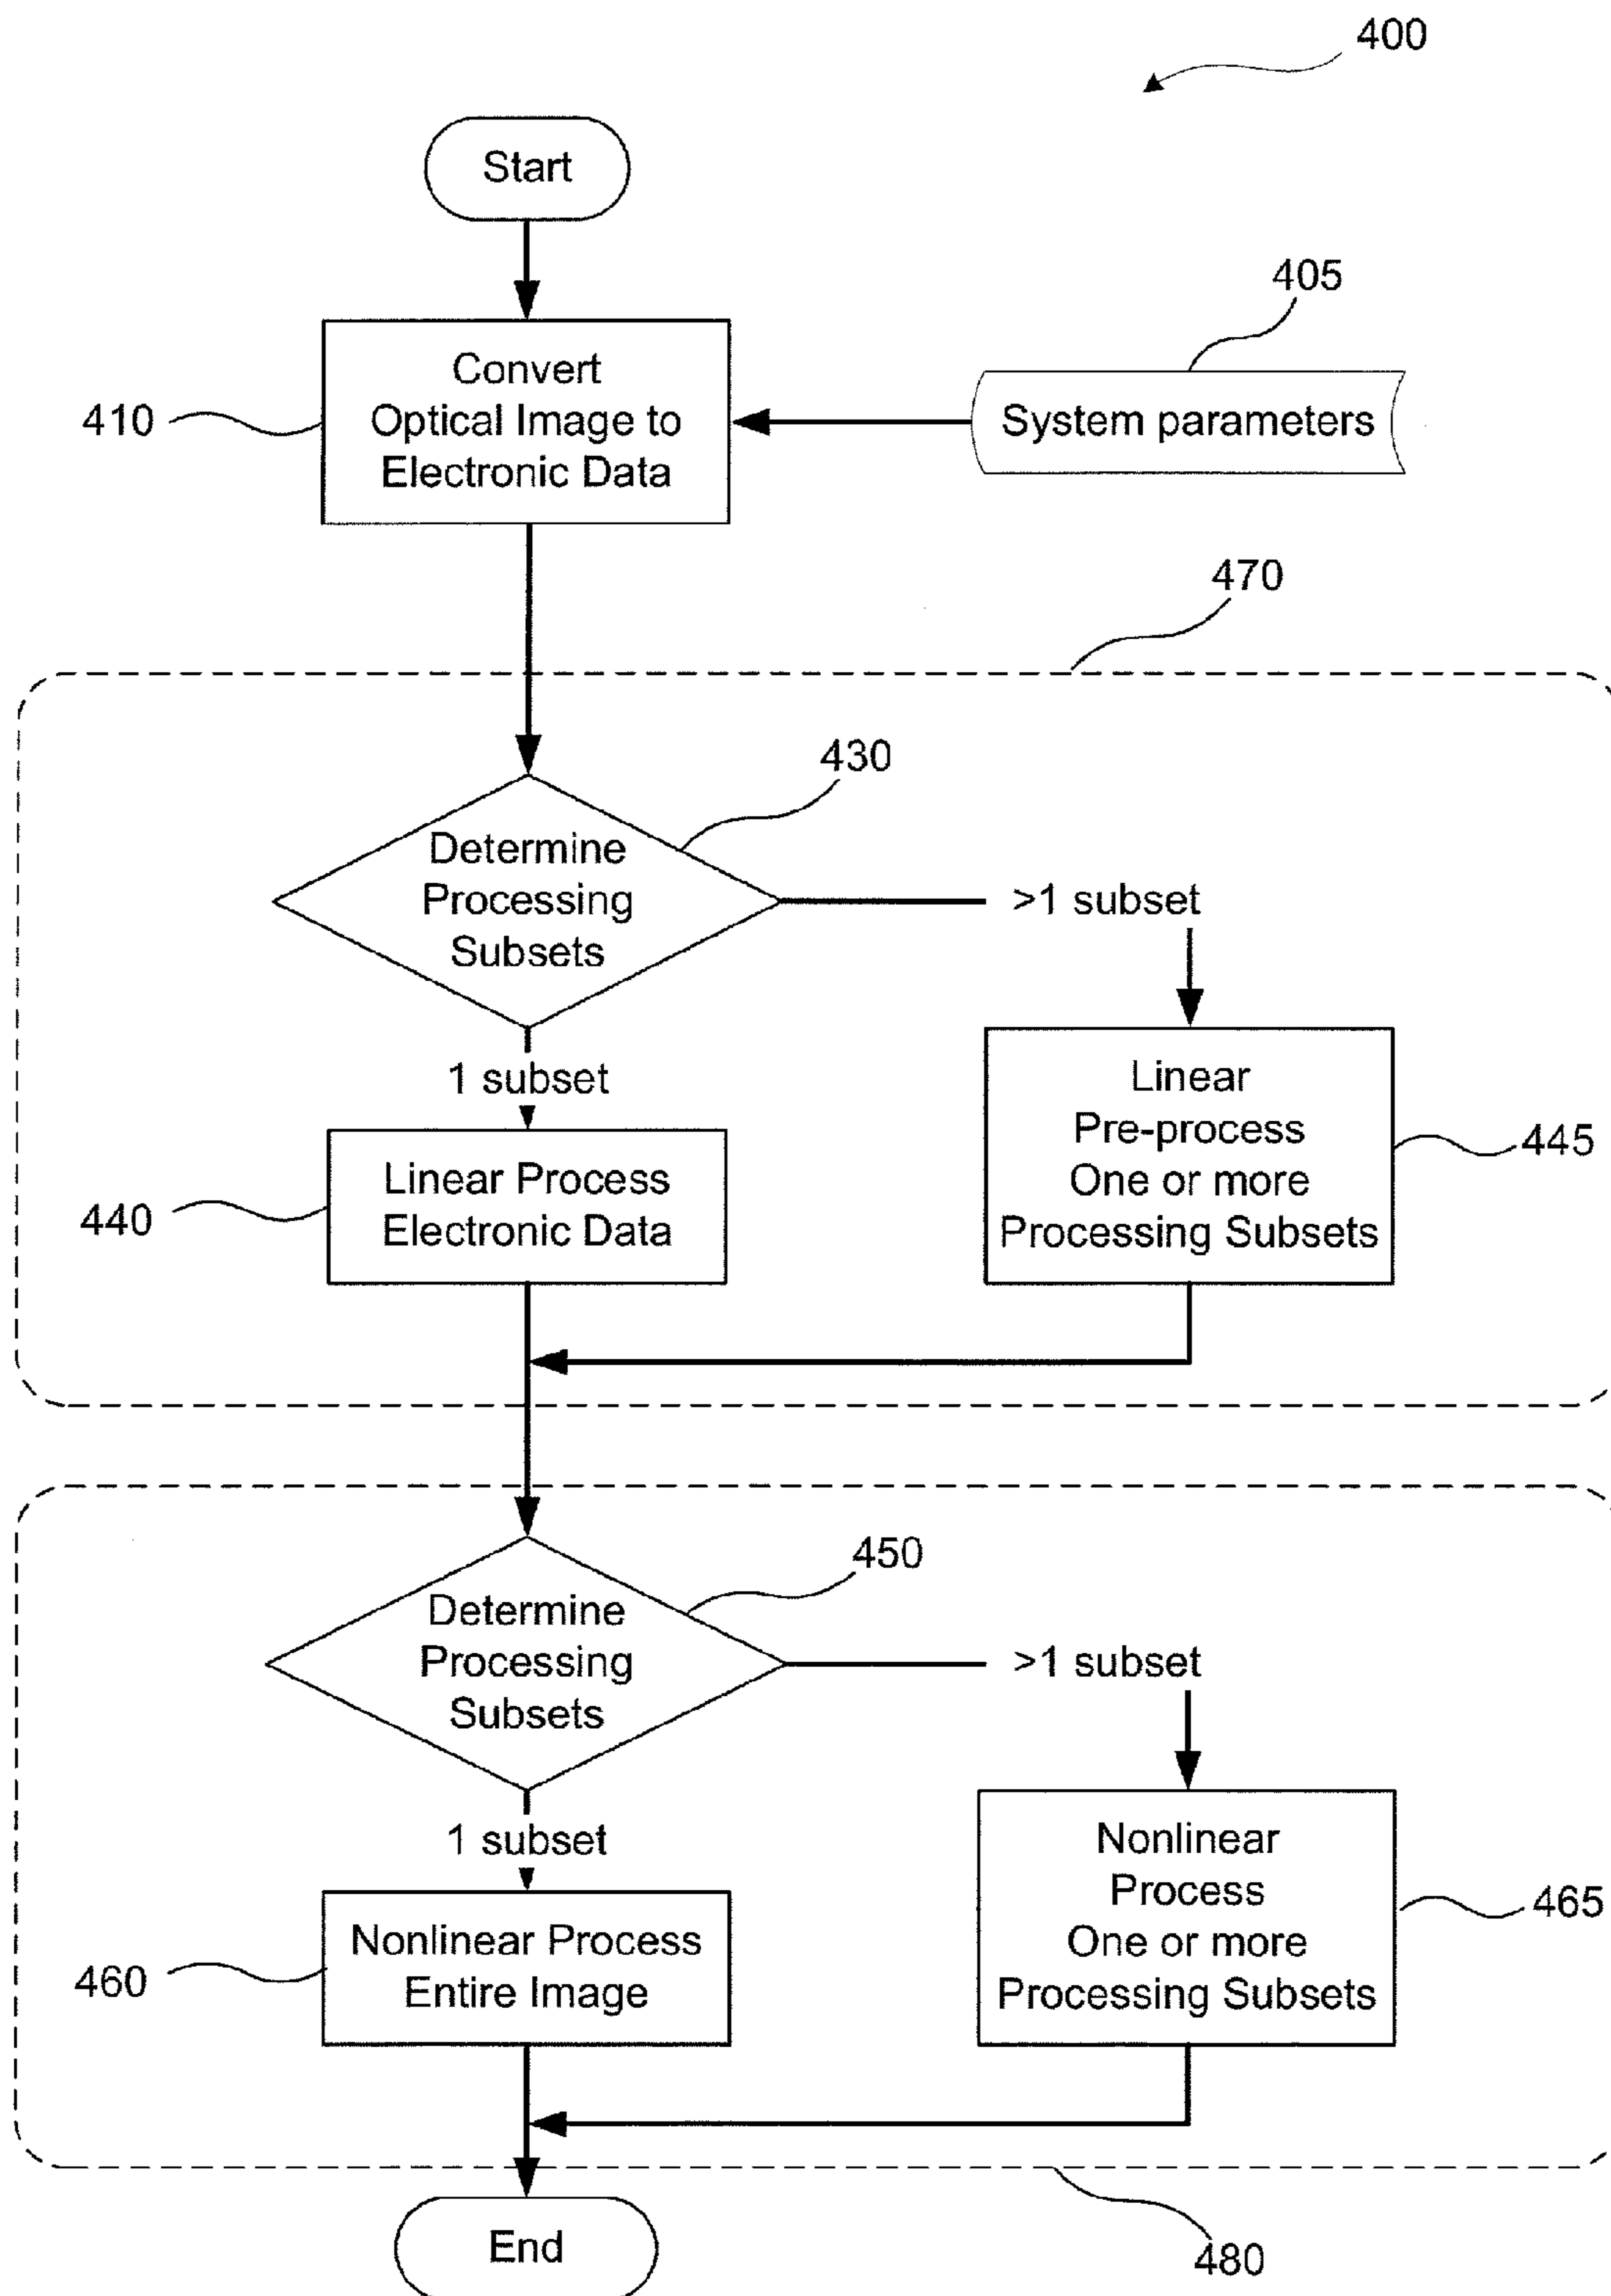 400
Start
405
Convert
Optical Image to
Electronic Data
410
System parameters
470
430
Determine
Processing
Subsets
>1 subset
1 subset
Linear
Pre-process
One or more
Processing Subsets
445
Linear Process
Electronic Data
440
450
Determine
Processing
Subsets
>1 subset
1 subset
Nonlinear
Process
One or more
Processing Subsets
465
Nonlinear Process
Entire Image
460
End
480